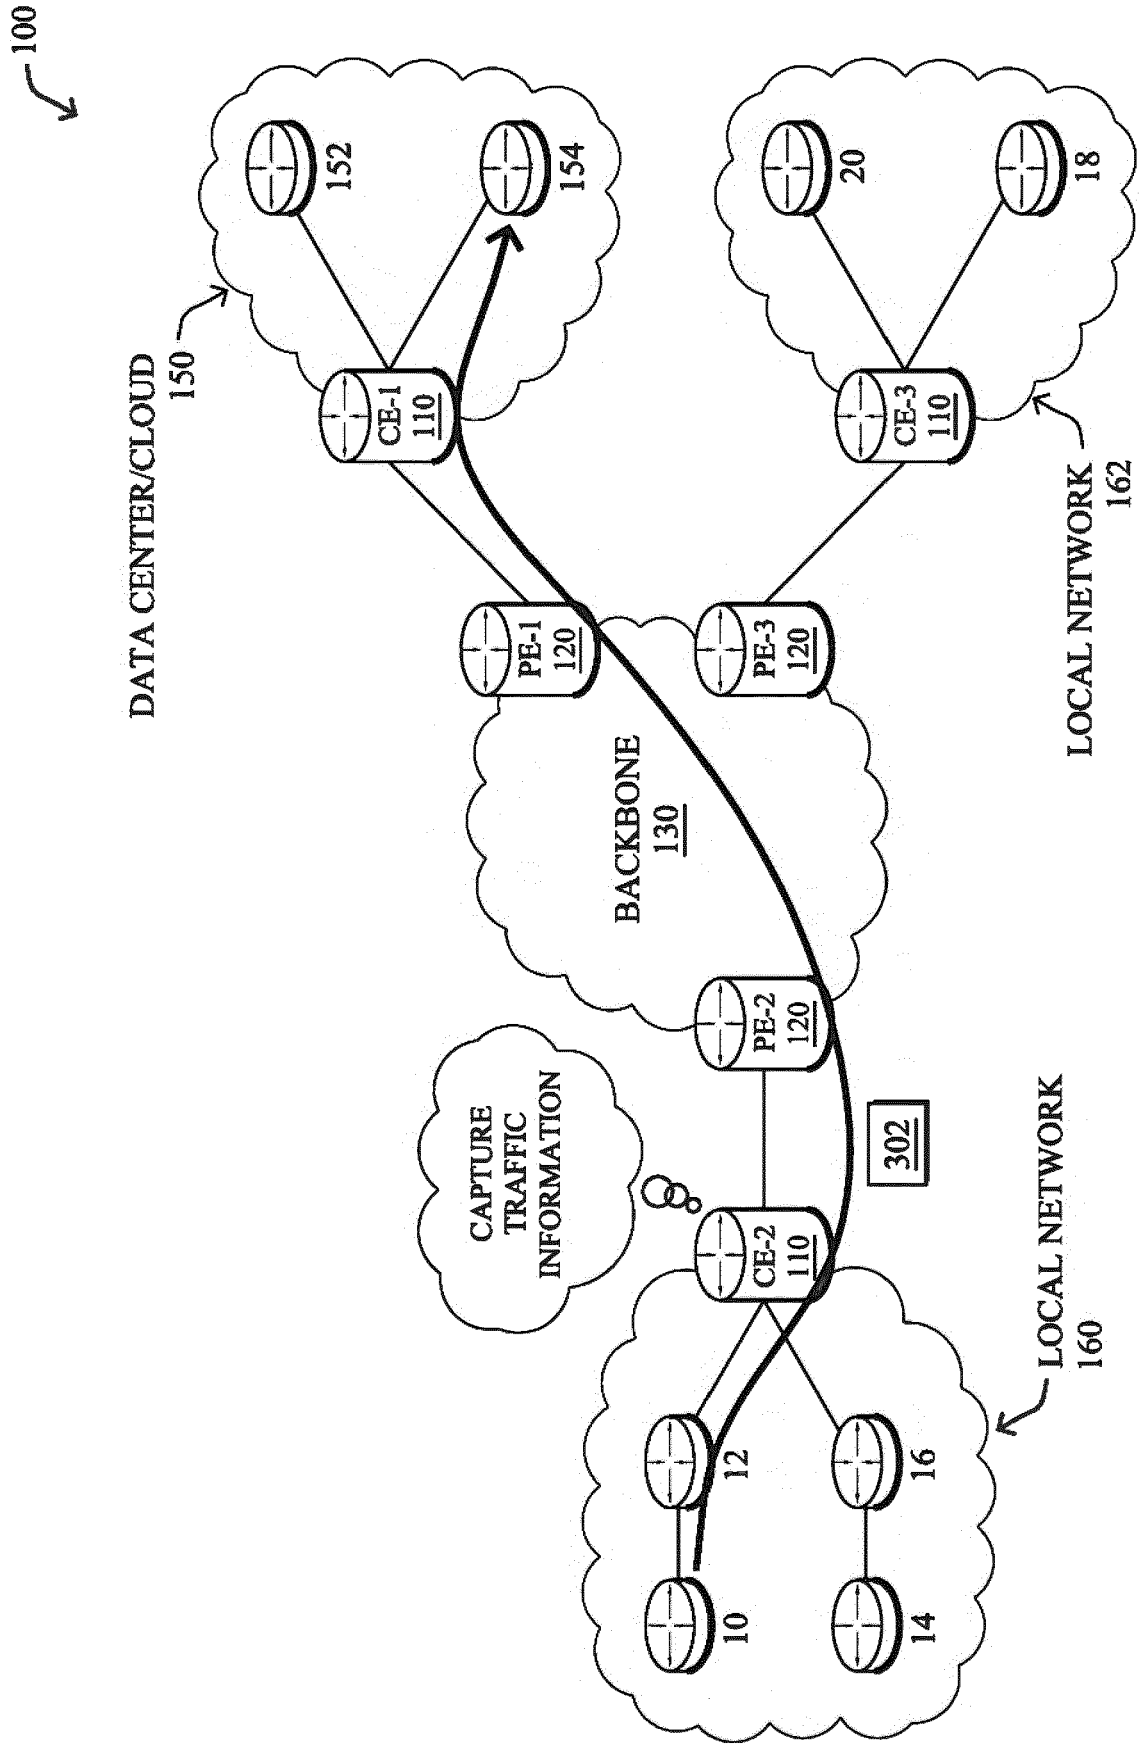 100
DATA CENTER/CLOUD
150
152
154
CE-1
110
PE-1
120
BACKBONE
130
PE-3
120
CE-3
110
20
18
LOCAL NETWORK
162
CAPTURE
TRAFFIC
INFORMATION
PE-2
120
302
CE-2
110
12
10
16
14
LOCAL NETWORK
160